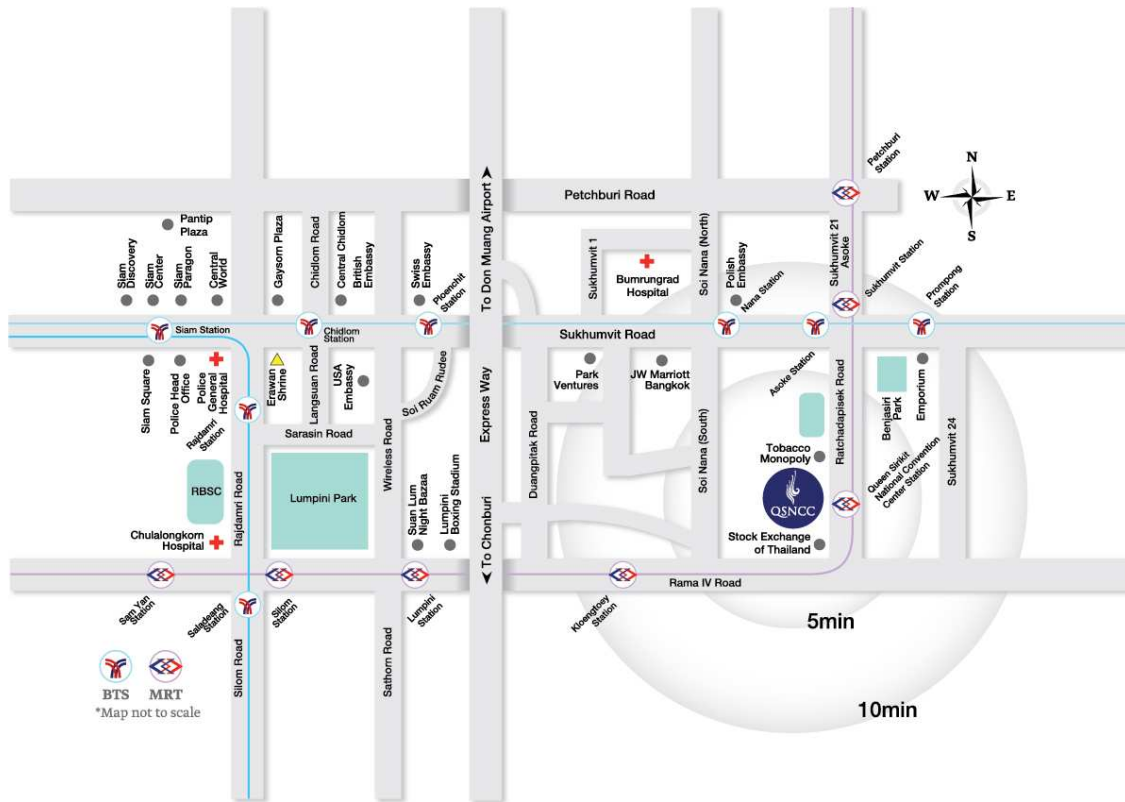 Petchburi
Station
N
W
E
S
Petchburi Road
To Don Muang Airport
Pantip
Plaza
Siam
Discovery
Siam
Center
Siam
Paragon
Central
World
Gaysorn Plaza
Chidlom Road
Central Chidlom
British
Embassy
Swiss
Embassy
Ploenchit
Station
Sukhumvit 1
Bumrungrad
Hospital
Soi Nana (North)
Polish
Embassy
Nana Station
Sukhumvit 21
Asoke
Sukhumvit Station
Prompong
Station
Siam Station
Chidlom
Station
Sukhumvit Road
Siam Square
Police Head
Office
Police
General
Hospital
Rajdamri
Station
Erawan
Shrine
Langsuan Road
USA
Embassy
Soi Ruam Rudee
Express Way
Park
Ventures
JW Marriott
Bangkok
Asoke Station
Ratchadapisek Road
Benjasiri
Park
Emporium
Sukhumvit 24
Sarasin Road
Wireless Road
Duangpitak Road
Soi Nana (South)
Tobacco
Monopoly
Queen Sirikit
National Convention
Center Station
RBSC
Rajdamri Road
Lumpini Park
Suan Lum
Night Bazaa
Lumpini
Boxing Stadium
QSNCC
Chulalongkorn
Hospital
To Chonburi
Stock Exchange
of Thailand
Rama IV Road
Sam Yan
Station
Saladeang
Station
Silom
Station
Lumpini
Station
Kloengtoey
Station
5min
Silom Road
Sathorn Road
BTS
MRT
*Map not to scale
10min